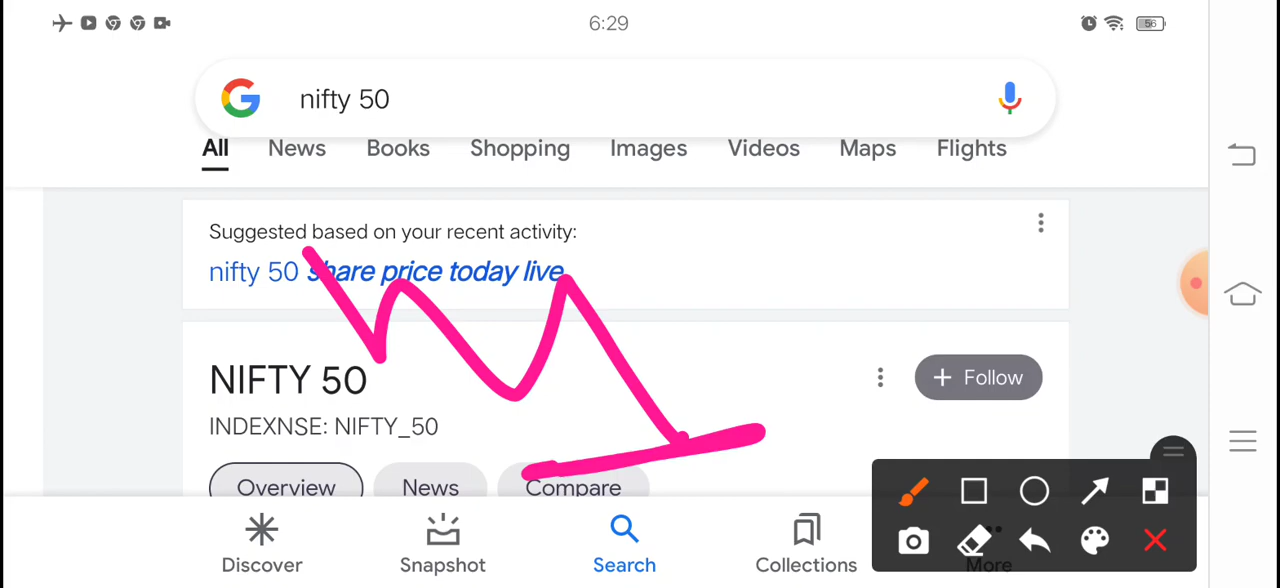 6:29
56
nifty 50
All News Books Shopping Images Videos Maps Flights
Suggested based on your recent activity:
nifty 50 share price today live
NIFTY 50
+ Follow
INDEXNSE: NIFTY_50
Overview News Compare
Discover Snapshot Search Collections More